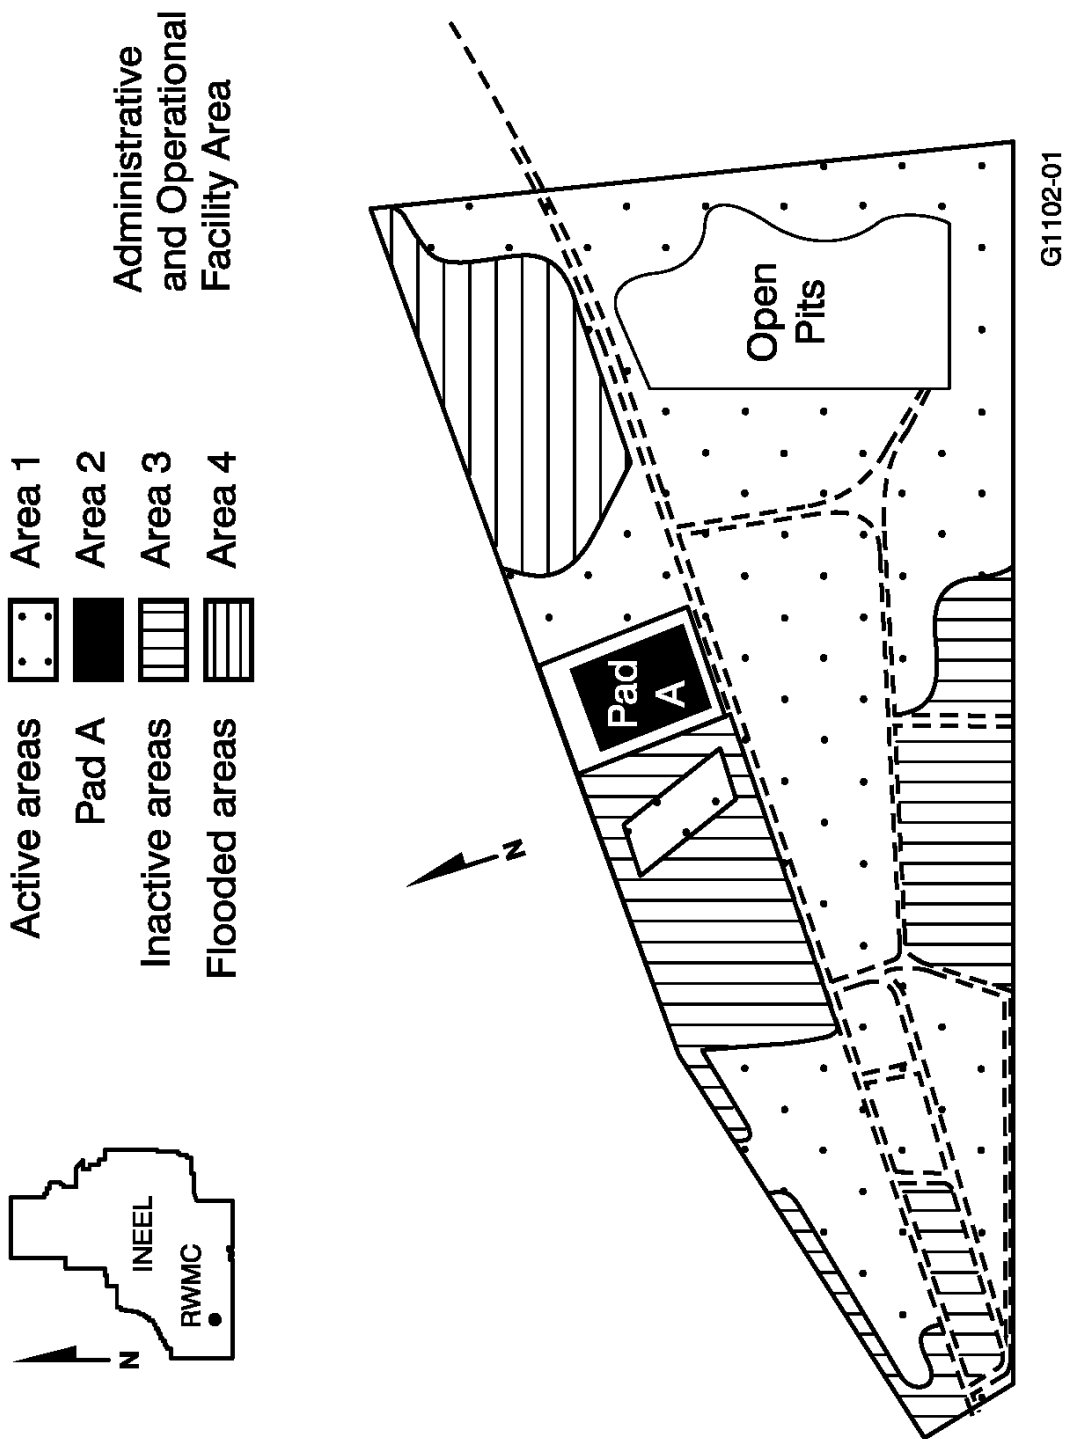 Active areas
Area 1
Pad A
Area 2
Inactive areas
Area 3
Flooded areas
Area 4
Administrative
and Operational
Facility Area
N
INEEL
RWMC
N
Pad
A
Open
Pits
G1102-01